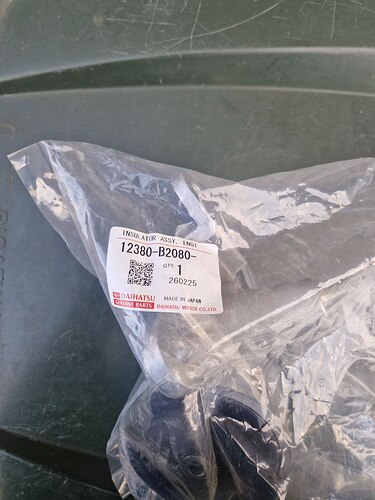 INSULATOR ASSY, ENGI
12380-B2080-
QTY. 1
260225
DAIHATSU MADE IN JAPAN
GENUINE PARTS DAIHATSU MOTOR CO.,LTD.